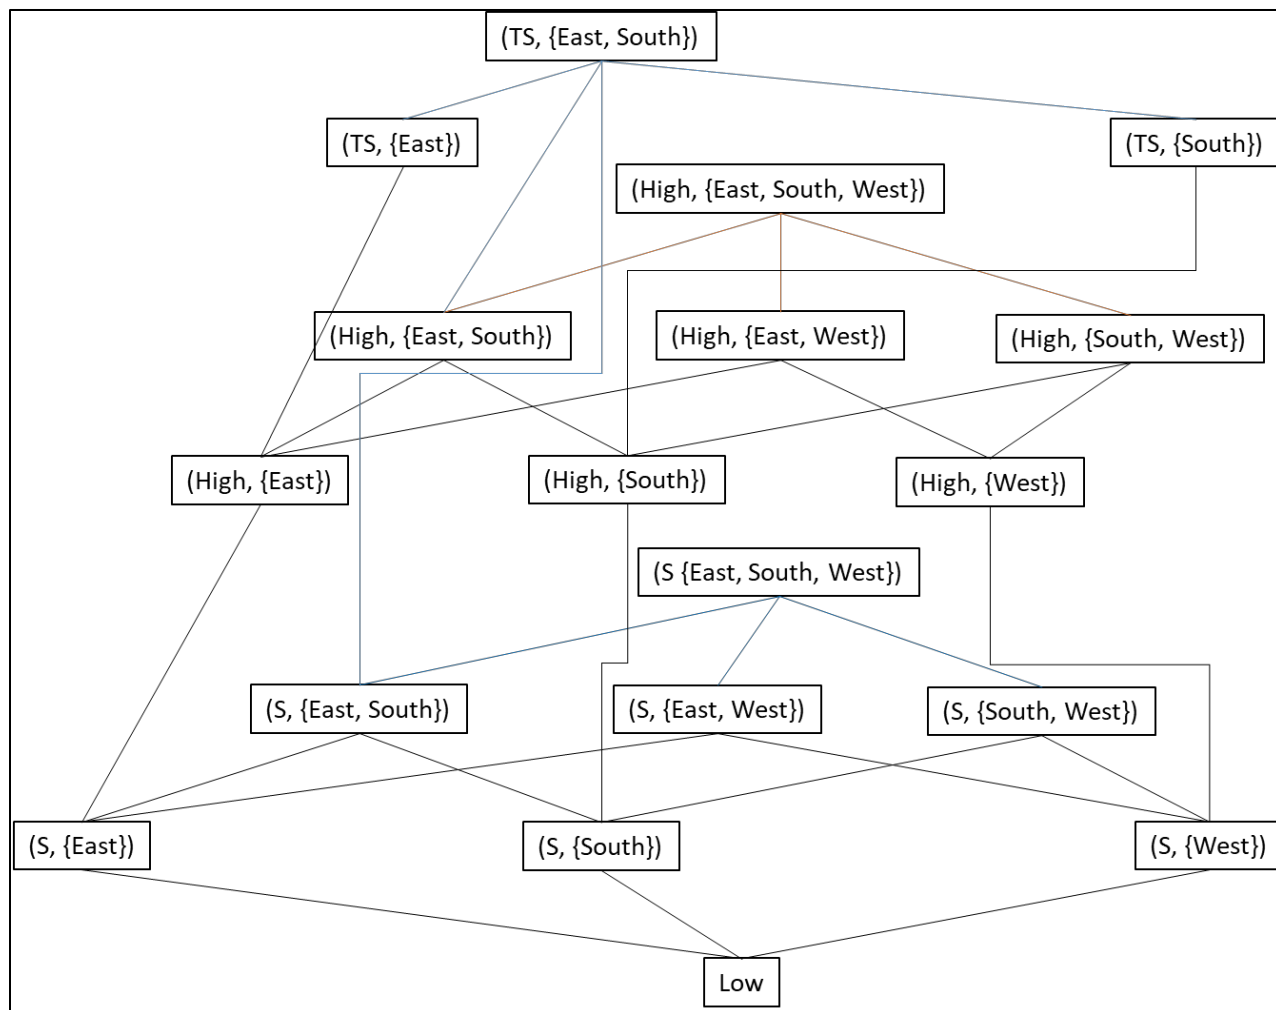 (TS, {East, South})
(TS, {East})
(TS, {South})
(High, {East, South, West})
(High, {East, South})
(High, {East, West})
(High, {South, West})
(High, {East})
(High, {South})
(High, {West})
(S {East, South, West})
(S, {East, South})
(S, {East, West})
(S, {South, West})
(S, {East})
(S, {South})
(S, {West})
Low